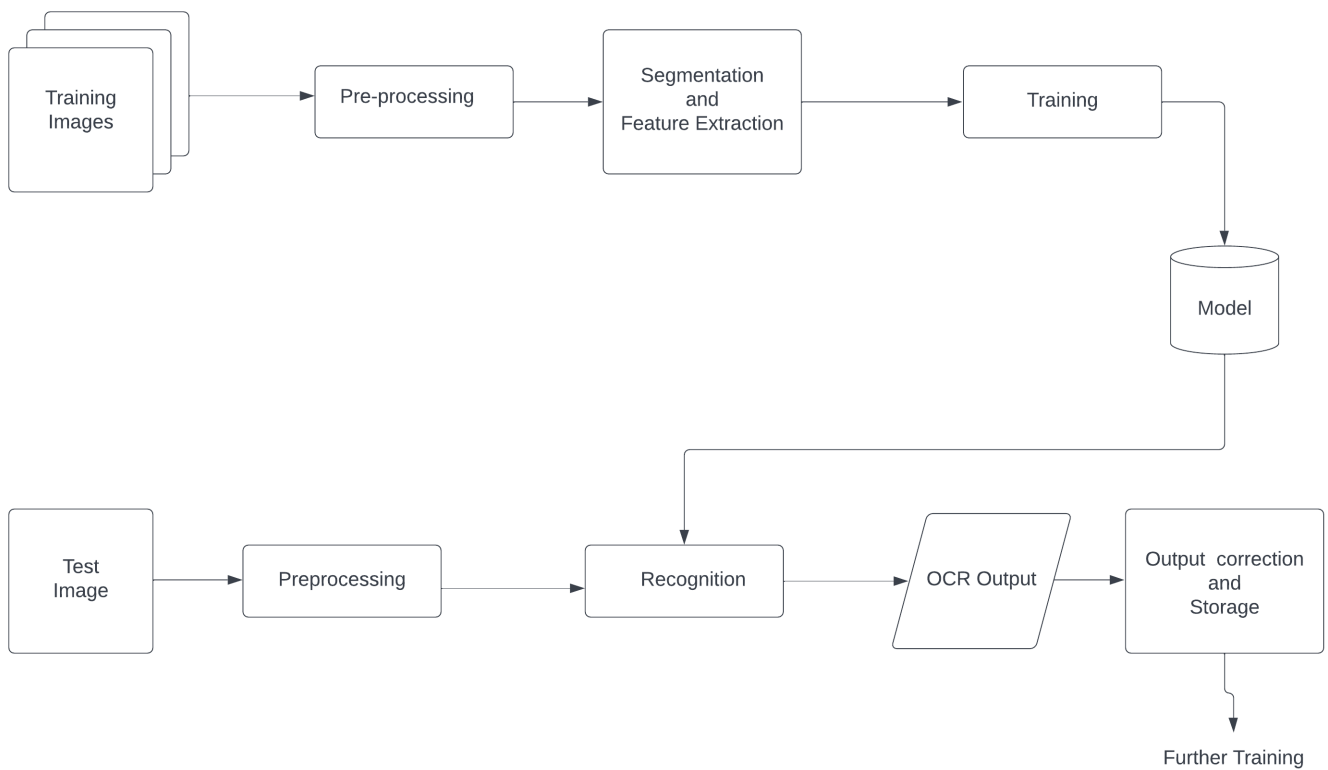 Training
Images
Pre-processing
Segmentation
and
Feature Extraction
Training
Model
Test
Image
Preprocessing
Recognition
OCR Output
Output  correction
and
Storage
Further Training